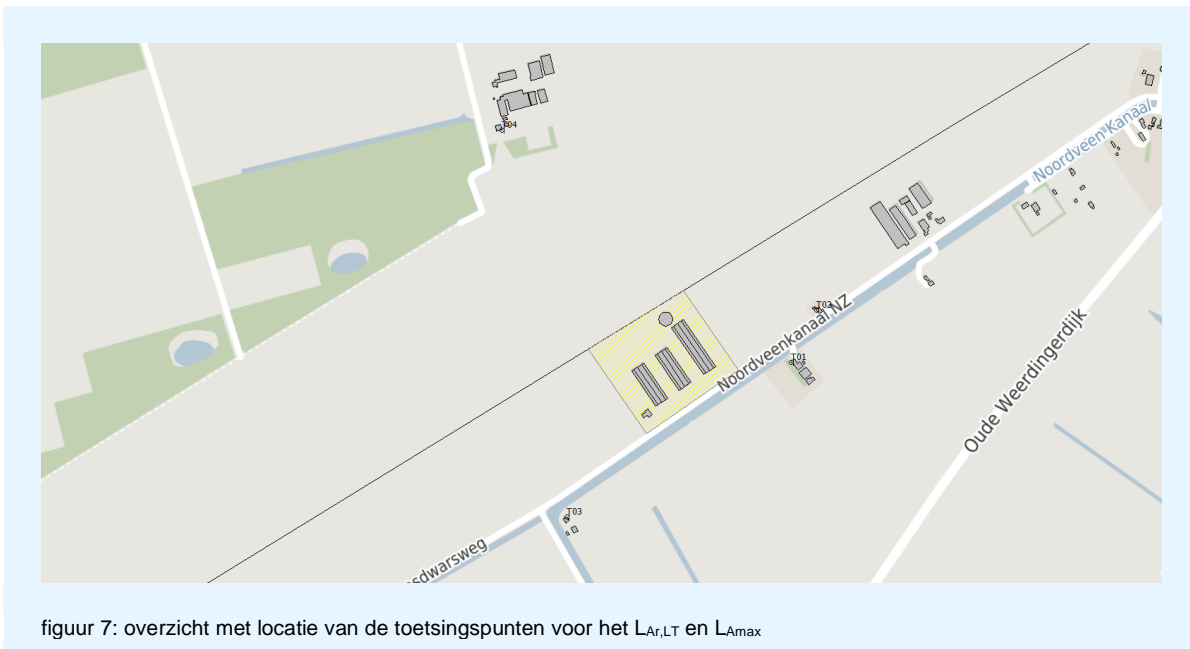 T04
Noordveen Kanaal
T02
Noordveenkanaal NZ
T01
Oude Weerdingerdijk
T03
sdwarsweg
figuur 7: overzicht met locatie van de toetsingspunten voor het LAr,LT en LAmax